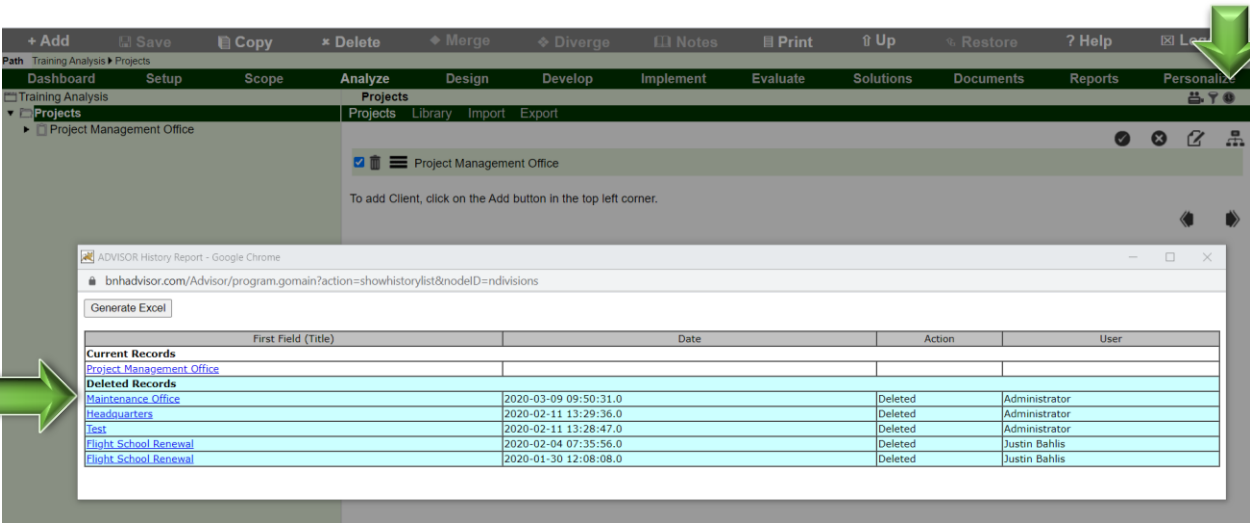 + Add Save Copy × Delete Merge Diverge Notes Print Up Restore ? Help
Path Training Analysis Projects
Dashboard Setup Scope Analyze Design Develop Implement Evaluate Solutions Documents Reports Personalize
Training Analysis Projects
Projects Projects Library Import Export
Project Management Office
Project Management Office
To add Client, click on the Add button in the top left corner.
ADVISOR History Report - Google Chrome
bnhadvisor.com/Advisor/program.gomain?action=showhistorylist&nodeID=ndivisions
Generate Excel
First Field (Title) Date Action User
Current Records
Project Management Office
Deleted Records
Maintenance Office 2020-03-09 09:50:31.0 Deleted Administrator
Headquarters 2020-02-11 13:29:36.0 Deleted Administrator
Test 2020-02-11 13:28:47.0 Deleted Administrator
Flight School Renewal 2020-02-04 07:35:56.0 Deleted Justin Bahlis
Flight School Renewal 2020-01-30 12:08:08.0 Deleted Justin Bahlis